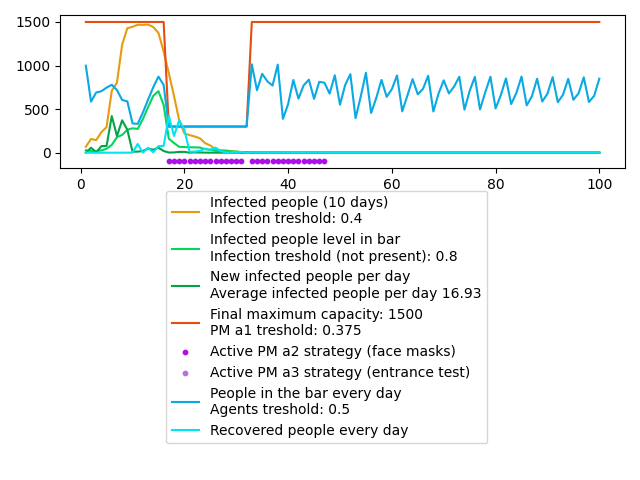 1500
1000
500
0
0
20
40
60
80
100
Infected people (10 days)
Infection treshold: 0.4
Infected people level in bar
Infection treshold (not present): 0.8
New infected people per day
Average infected people per day 16.93
Final maximum capacity: 1500
PM a1 treshold: 0.375
Active PM a2 strategy (face masks)
Active PM a3 strategy (entrance test)
People in the bar every day
Agents treshold: 0.5
Recovered people every day